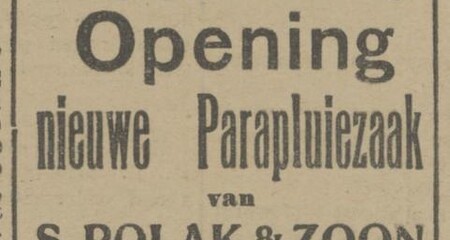 Opening
nieuwe Parapluiezaak
van
S. POLAK & ZOON